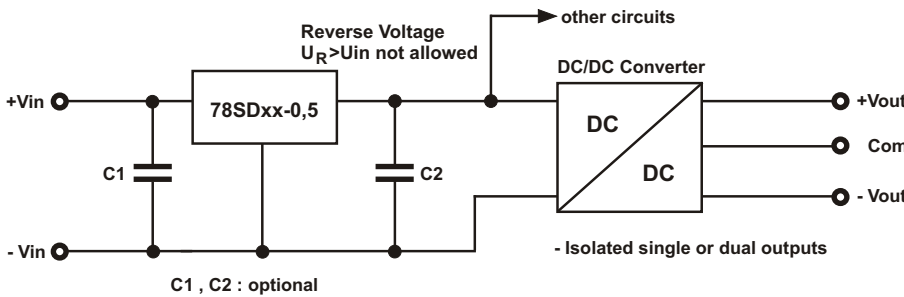 other circuits
Reverse Voltage
UR>Uin not allowed
DC/DC Converter
+Vin
78SDxx-0,5
+Vout
DC
Com
C1
C2
DC
- Vout
- Vin
- Isolated single or dual outputs
C1 , C2 : optional